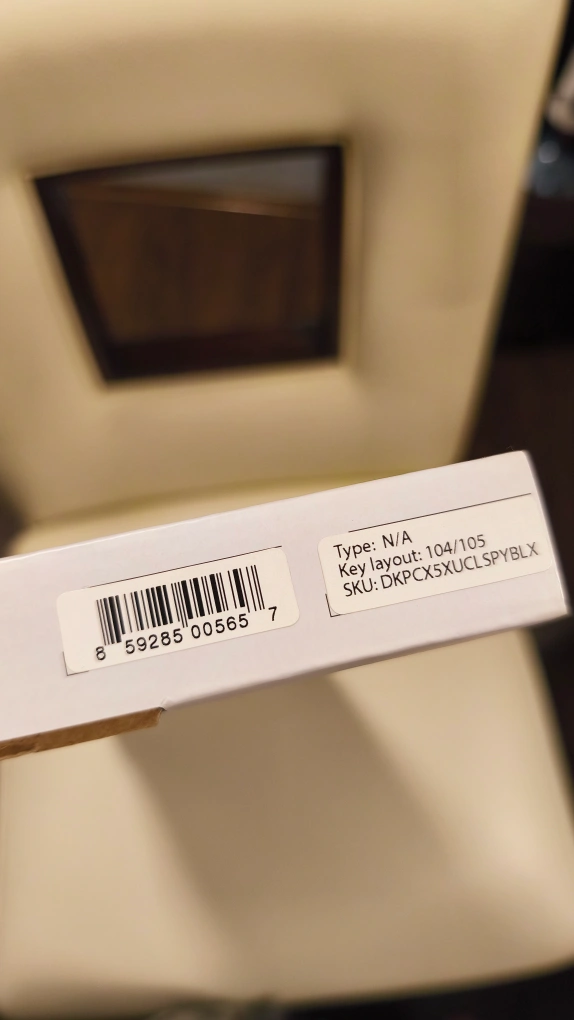 8 59285 00565 7
Type: N/A
Key layout: 104/105
SKU: DKPCX5XUCLSPYBLX